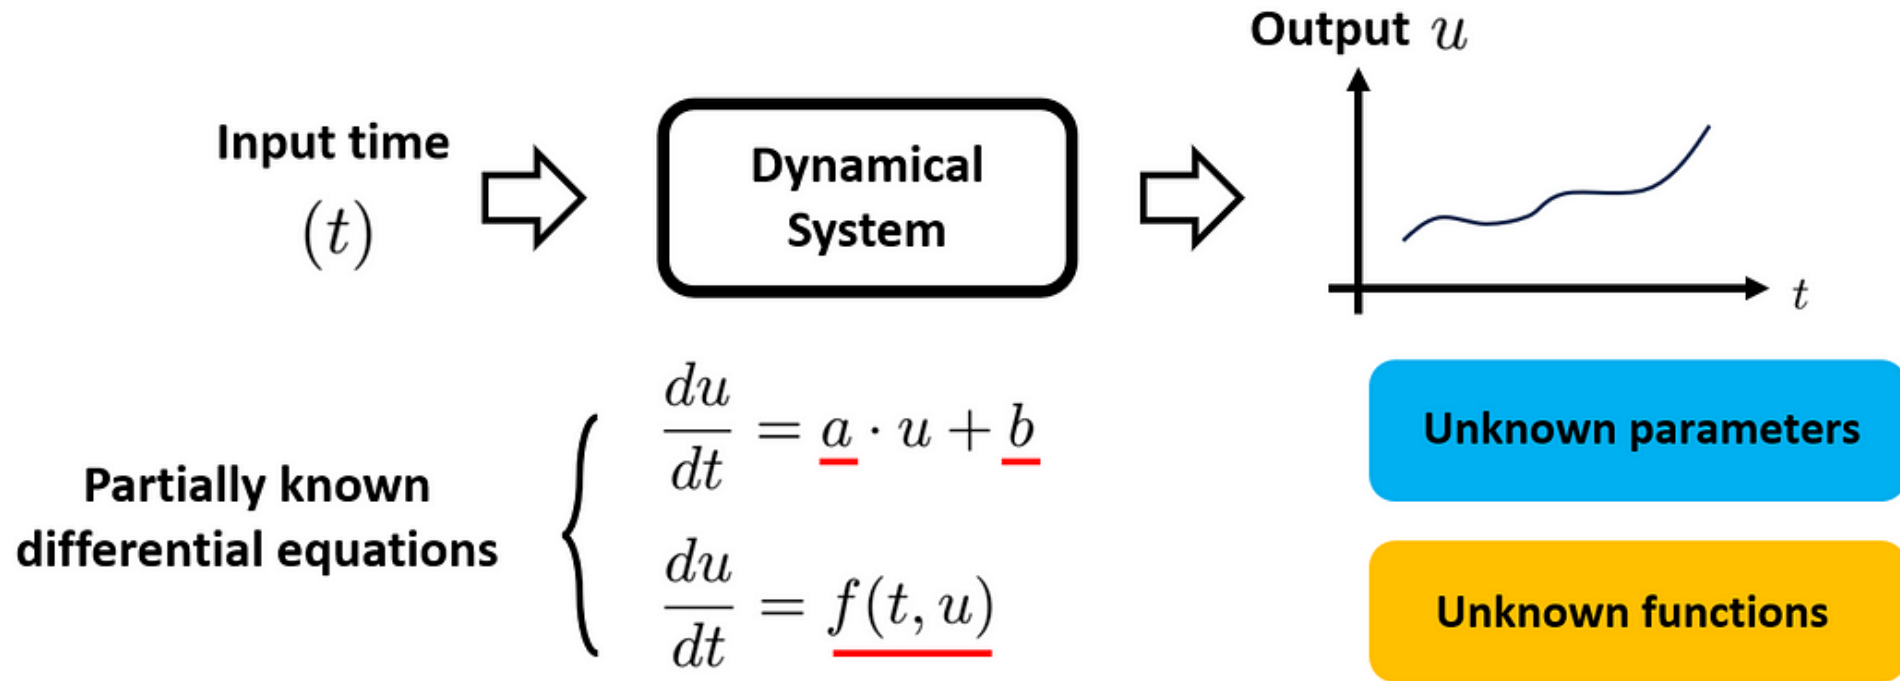 Output u
Input time
(t)
Dynamical
System
t
du/dt = a · u + b
Unknown parameters
Partially known
differential equations
du/dt = f(t, u)
Unknown functions